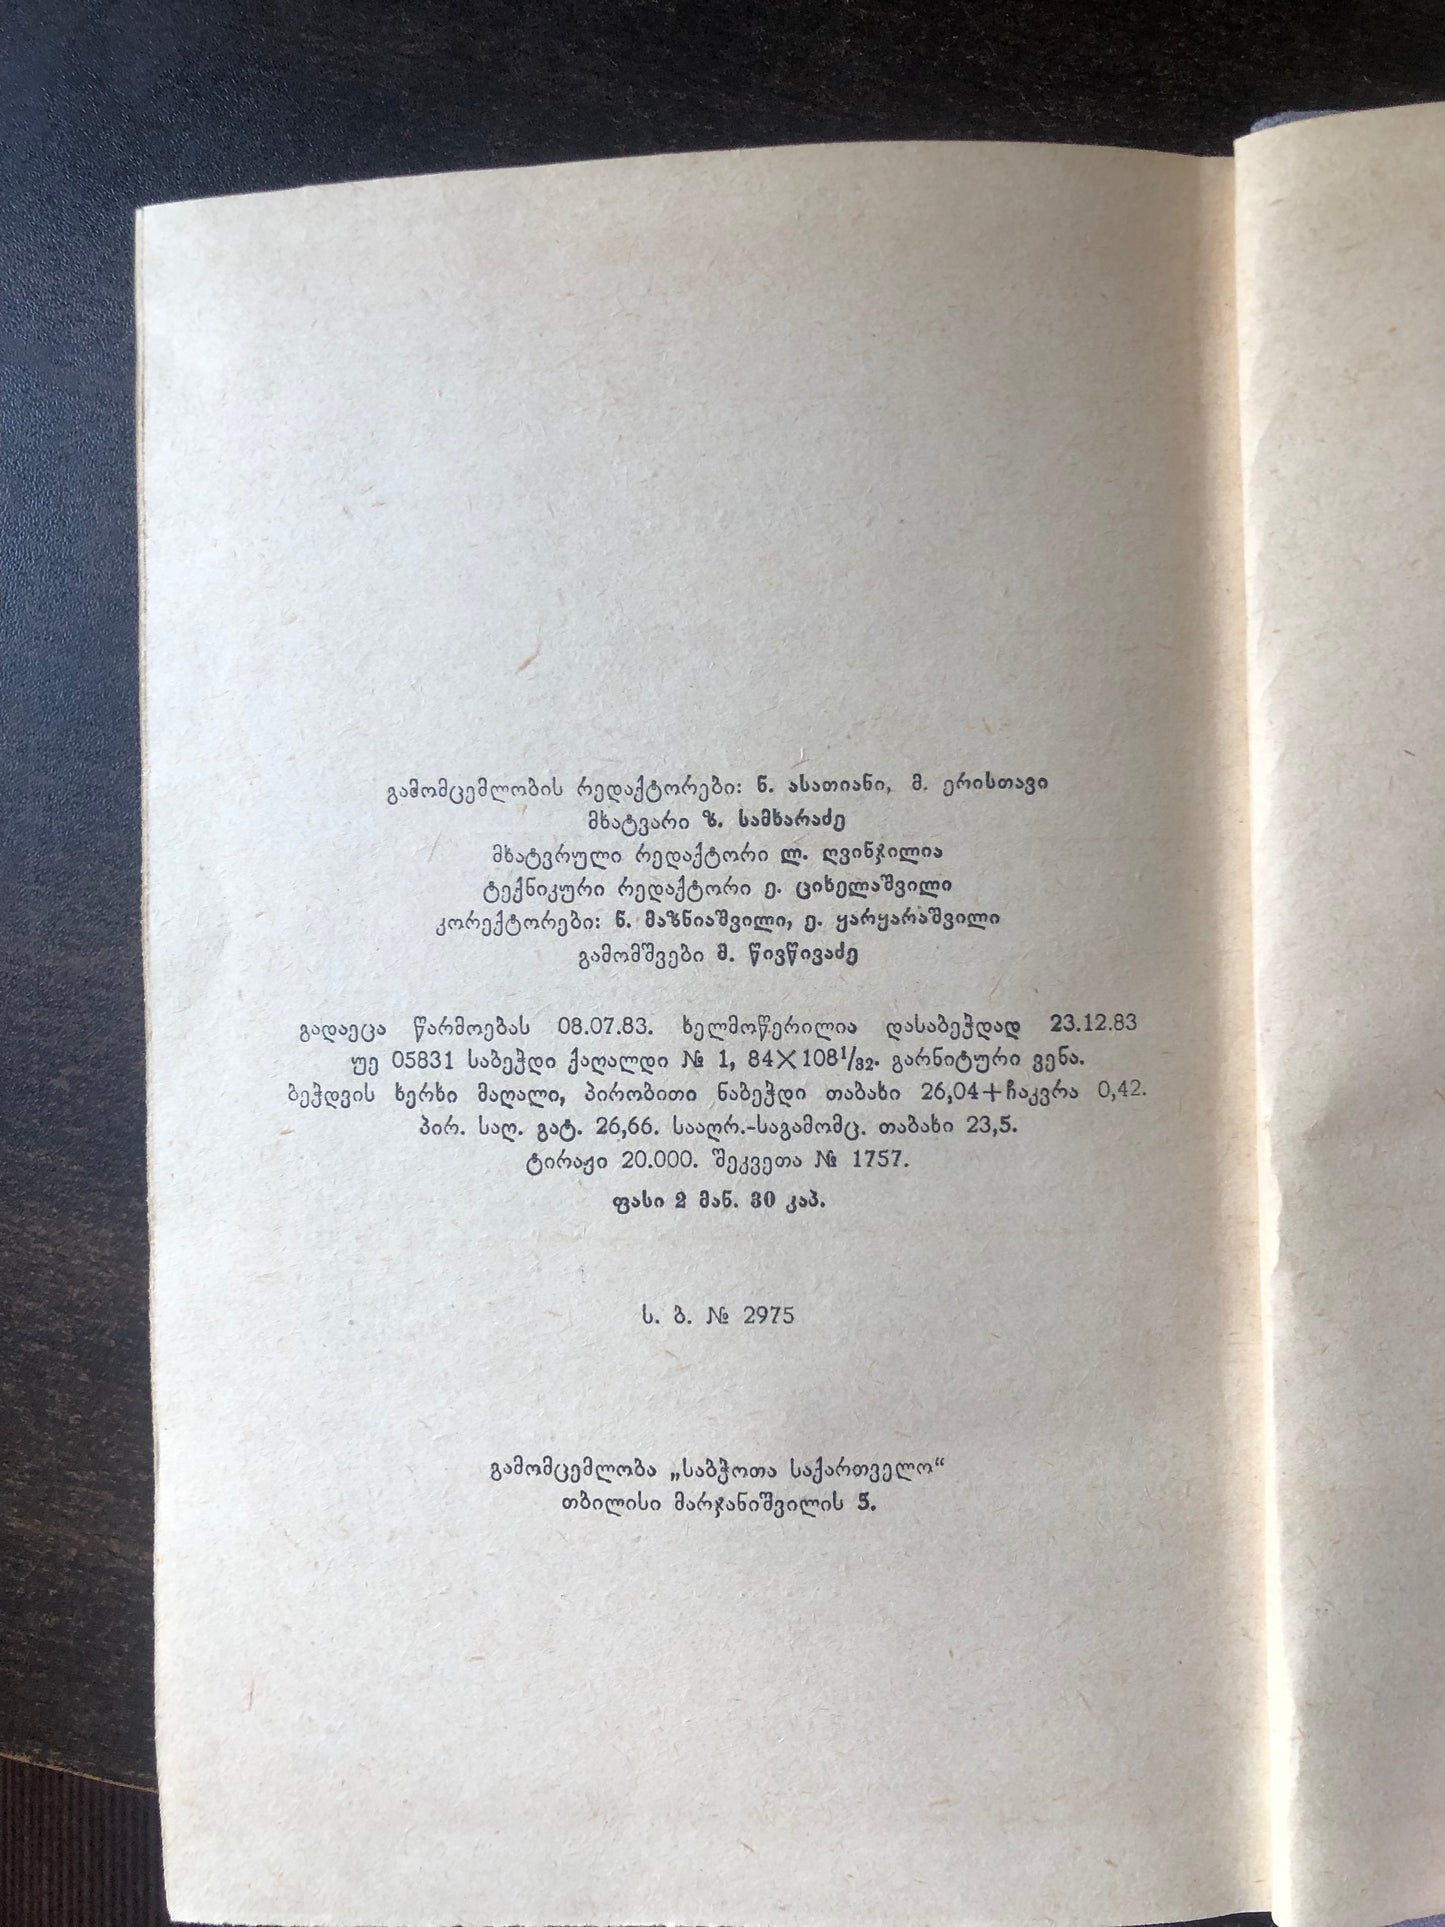 გამომცემლობის რედაქტორები: ნ. ასათიანი, მ. ერისთავი
მხატვარი ზ. სამხარაძე
მხატვრული რედაქტორი ლ. ღვინჯილია
ტექნიკური რედაქტორი ე. ციხელაშვილი
კორექტორები: ნ. მაზნიაშვილი, ე. ყარყარაშვილი
გამომშვები მ. წივწივაძე
გადაეცა წარმოებას 08.07.83. ხელმოწერილია დასაბეჭდად 23.12.83
უე 05831 საბეჭდი ქაღალდი № 1, 84×108¹/₃₂. გარნიტური ვენა.
ბეჭდვის ხერხი მაღალი, პირობითი ნაბეჭდი თაბახი 26,04+ჩაკვრა 0,42.
პირ. საღ. გატ. 26,66. სააღრ.-საგამომც. თაბახი 23,5.
ტირაჟი 20.000. შეკვეთა № 1757.
ფასი 2 მან. 30 კაპ.
ს. ბ. № 2975
გამომცემლობა „საბჭოთა საქართველო“
თბილისი მარჯანიშვილის 5.